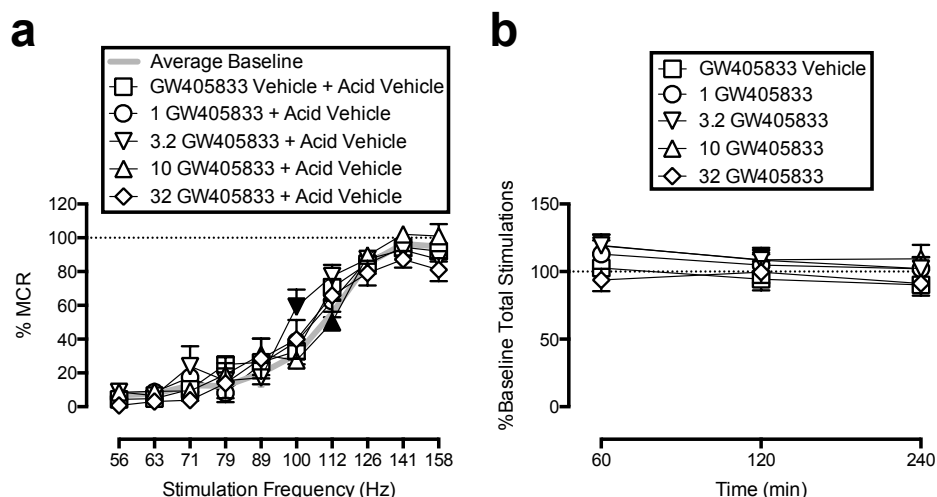 a
Average Baseline
GW405833 Vehicle + Acid Vehicle
1 GW405833 + Acid Vehicle
3.2 GW405833 + Acid Vehicle
10 GW405833 + Acid Vehicle
32 GW405833 + Acid Vehicle
120
100
80
60
40
20
0
% MCR
56 63 71 79 89 100 112 126 141 158
Stimulation Frequency (Hz)
b
GW405833 Vehicle
1 GW405833
3.2 GW405833
10 GW405833
32 GW405833
150
100
50
0
%Baseline Total Stimulations
60 120 240
Time (min)